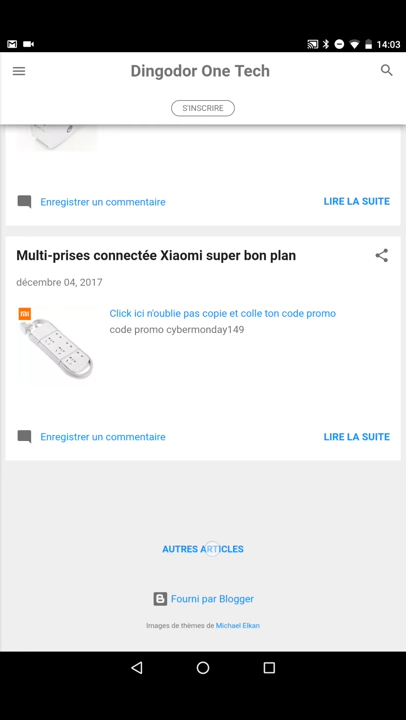 14:03
Dingodor One Tech
S'INSCRIRE
Enregistrer un commentaire
LIRE LA SUITE
Multi-prises connectée Xiaomi super bon plan
décembre 04, 2017
mi
Click ici n'oublie pas copie et colle ton code promo
code promo cybermonday149
Enregistrer un commentaire
LIRE LA SUITE
AUTRES ARTICLES
Fourni par Blogger
Images de thèmes de Michael Elkan